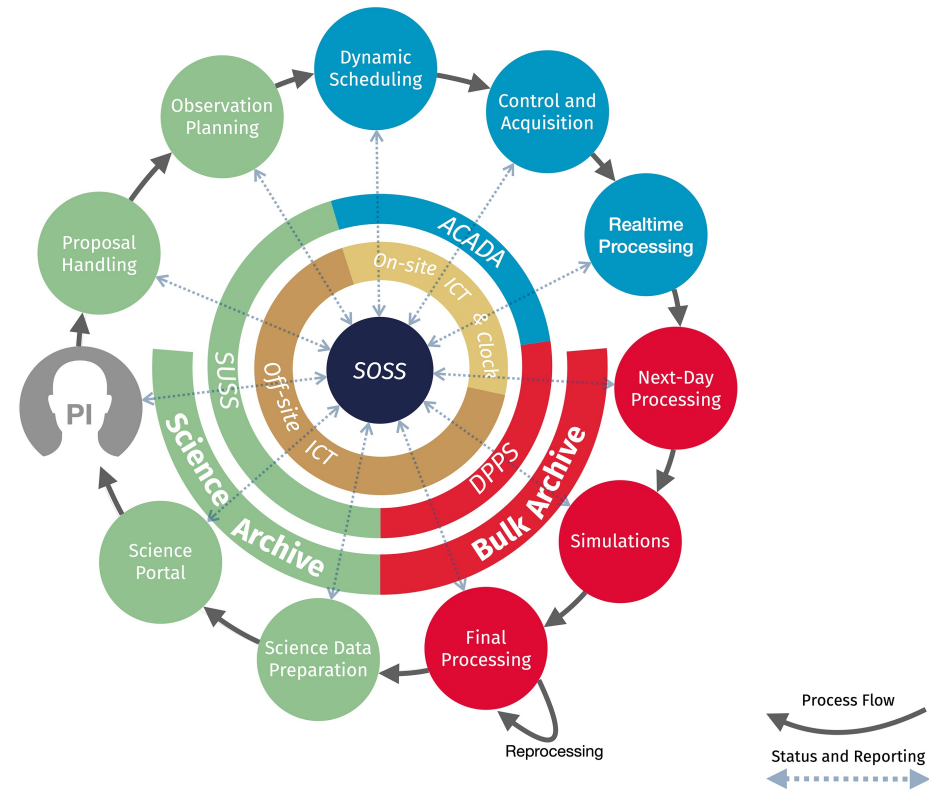 Dynamic
Scheduling
Observation
Planning
Control and
Acquisition
Proposal
Handling
Realtime
Processing
ACADA
On-site ICT & Clock
SOSS
SUSS
Off-site ICT
PI
Next-Day
Processing
Science Archive
DPPS
Bulk Archive
Science
Portal
Simulations
Science Data
Preparation
Final
Processing
Reprocessing
Process Flow
Status and Reporting